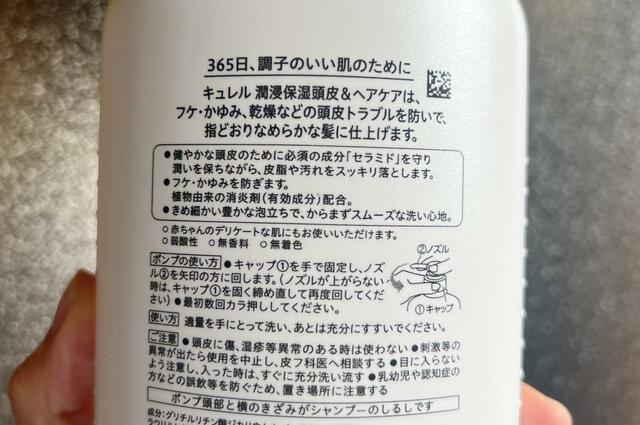 365日、調子のいい肌のために
キュレル 潤浸保湿頭皮&ヘアケアは、
フケ・かゆみ、乾燥などの頭皮トラブルを防いで、
指どおりなめらかな髪に仕上げます。
●健やかな頭皮のために必須の成分「セラミド」を守り
潤いを保ちながら、皮脂や汚れをスッキリ落とします。
●フケ・かゆみを防ぎます。
植物由来の消炎剤(有効成分)配合。
●きめ細かい豊かな泡立ちで、からまずスムーズな洗い心地。
○赤ちゃんのデリケートな肌にもお使いいただけます。
○弱酸性 ○無香料 ○無着色
ポンプの使い方 ●キャップ①を手で固定し、ノズ
ル②を矢印の方に回します。(ノズルが上がらない
時は、キャップ①を固く締め直して再度回してくだ
さい) ●最初数回カラ押ししてください。
②ノズル
①キャップ
使い方 適量を手にとって洗い、あとは充分にすすいでください。
ご注意 ●頭皮に傷、湿疹等異常のある時は使わない ●刺激等の
異常が出たら使用を中止し、皮フ科医へ相談する ●目に入らない
よう注意し、入った時は、すぐに充分洗い流す ●乳幼児や認知症の
方などの誤飲等を防ぐため、置き場所に注意する
ポンプ頭部と横のきざみがシャンプーのしるしです
成分:グリチルリチン酸ジカリウム